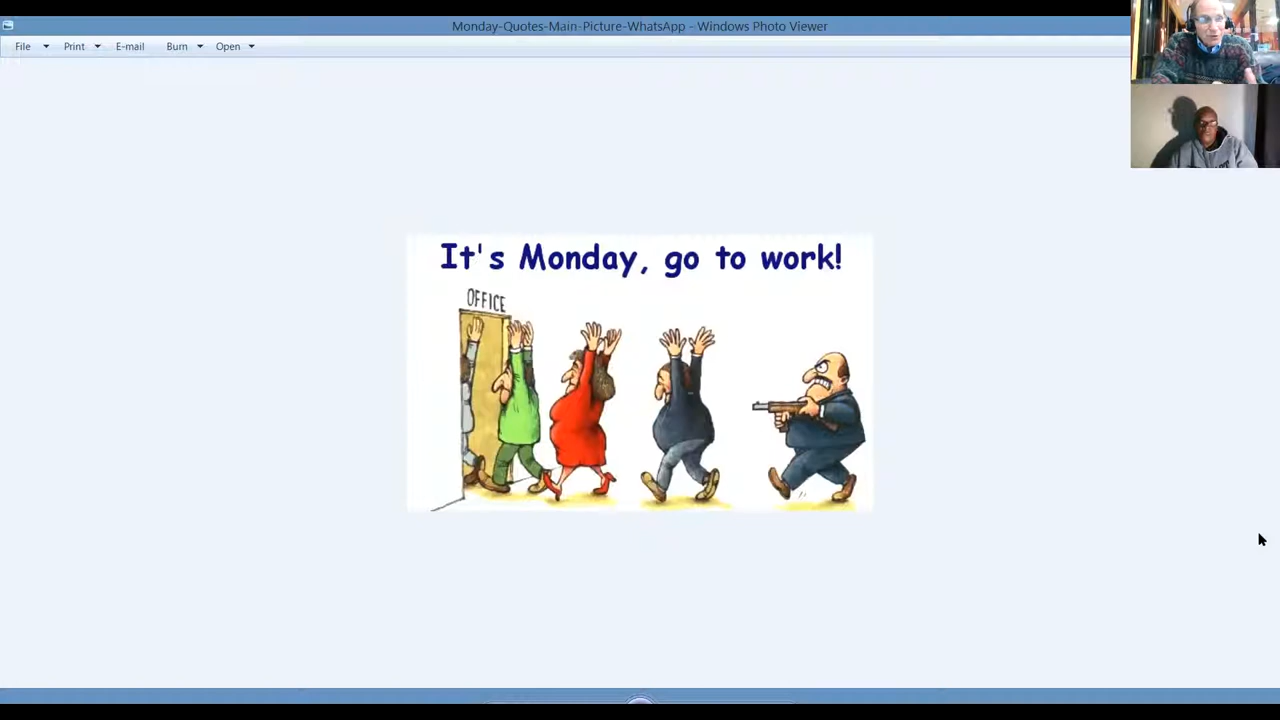 Monday-Quotes-Main-Picture-WhatsApp - Windows Photo Viewer
File Print E-mail Burn Open
It's Monday, go to work!
OFFICE